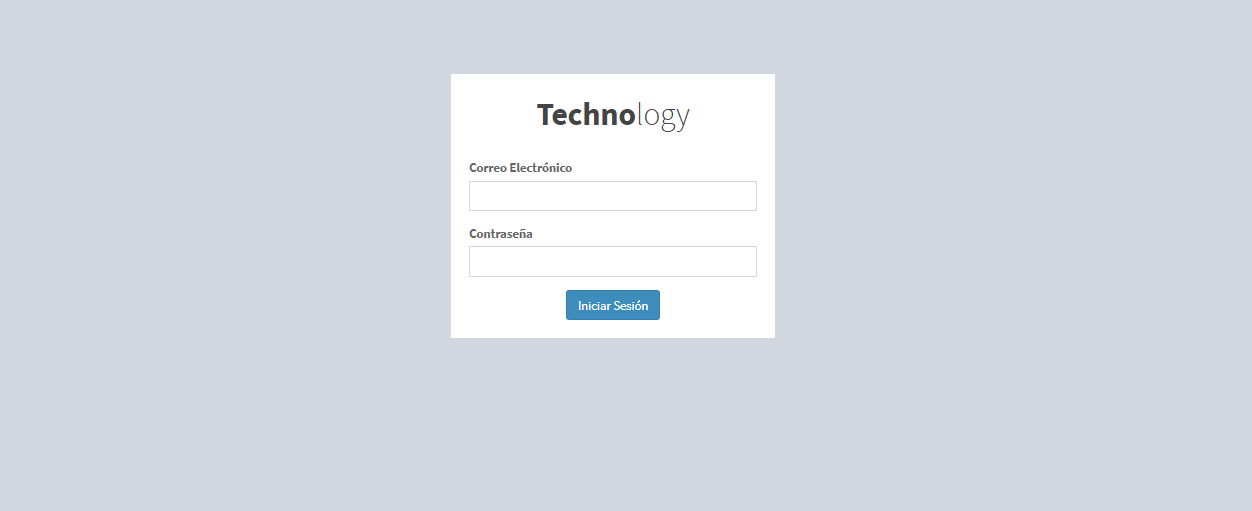 Technology
Correo Electrónico
Contraseña
Iniciar Sesión